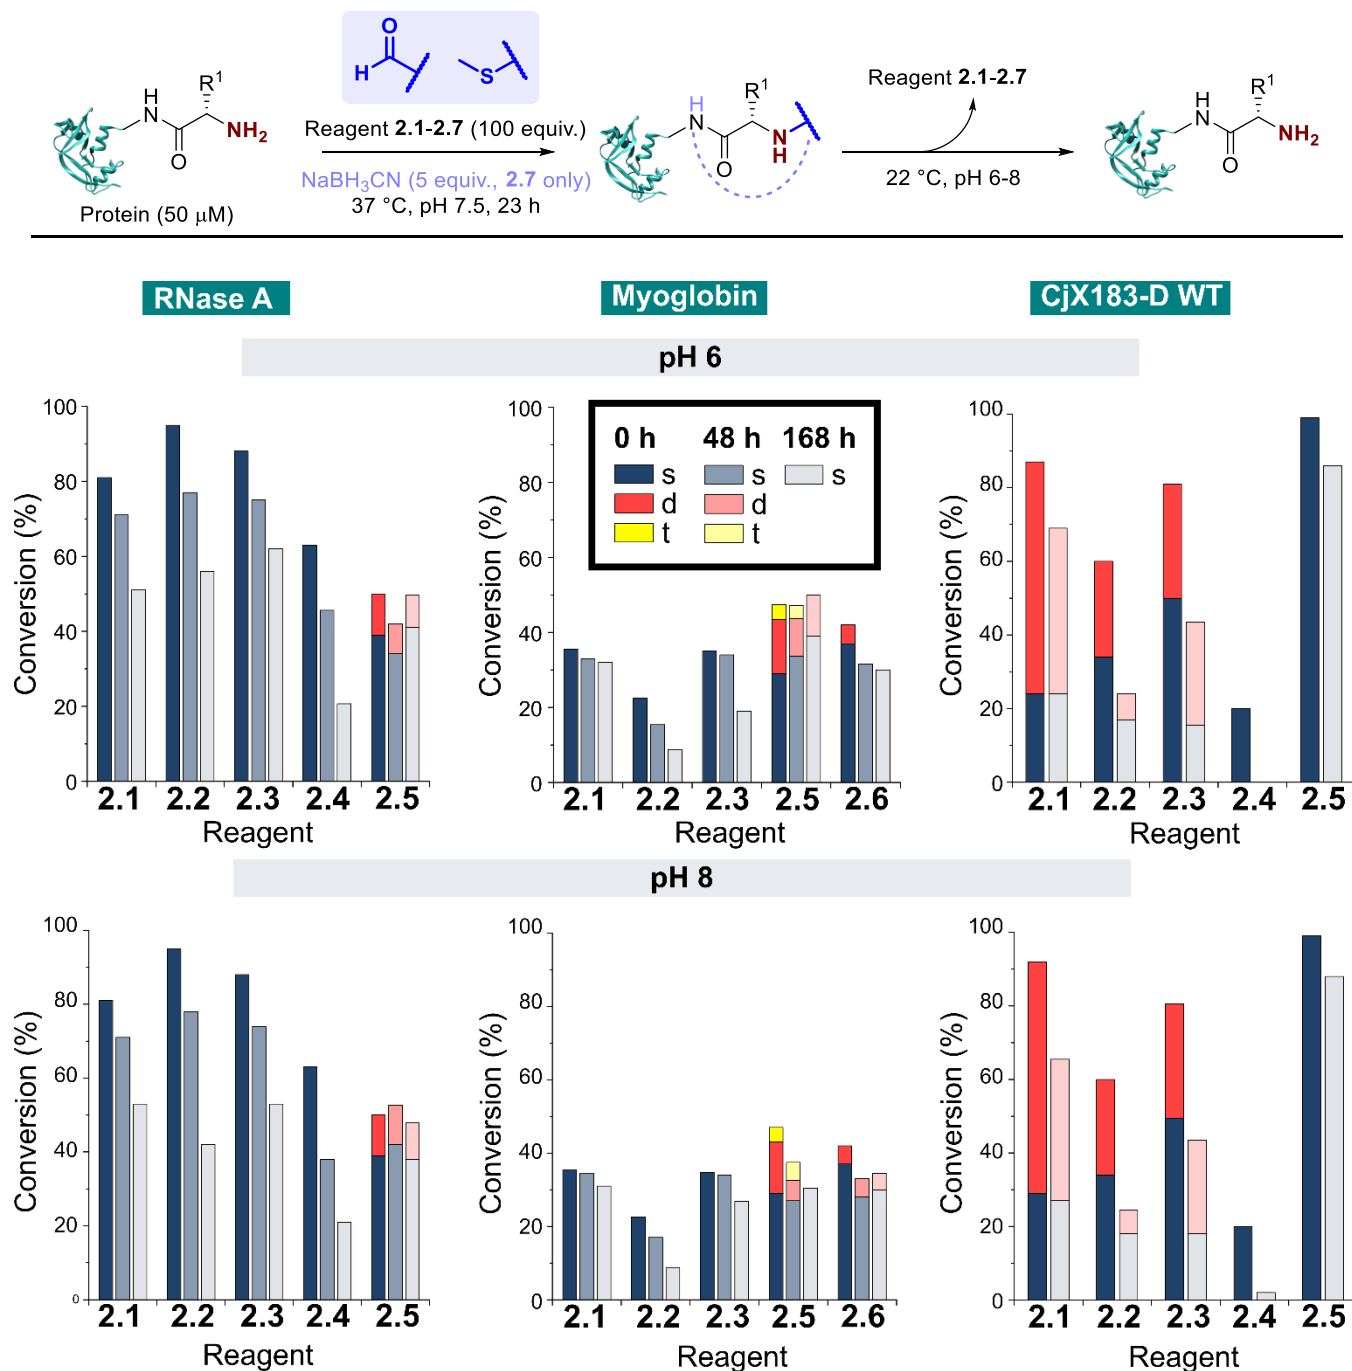 O
H
S
R¹
H
N
O
NH₂
Reagent 2.1-2.7 (100 equiv.)
NaBH₃CN (5 equiv., 2.7 only)
37 °C, pH 7.5, 23 h
Protein (50 μM)
R¹
H
N
O
N
H
Reagent 2.1-2.7
22 °C, pH 6-8
R¹
H
N
O
NH₂
RNase A
Myoglobin
CjX183-D WT
pH 6
Conversion (%)
100
80
60
40
20
0
2.1 2.2 2.3 2.4 2.5
Reagent
Conversion (%)
100
80
60
40
20
0
0 h 48 h 168 h
s s s
d d
t t
2.1 2.2 2.3 2.5 2.6
Reagent
Conversion (%)
100
80
60
40
20
0
2.1 2.2 2.3 2.4 2.5
Reagent
pH 8
Conversion (%)
100
80
60
40
20
0
2.1 2.2 2.3 2.4 2.5
Reagent
Conversion (%)
100
80
60
40
20
0
2.1 2.2 2.3 2.5 2.6
Reagent
Conversion (%)
100
80
60
40
20
0
2.1 2.2 2.3 2.4 2.5
Reagent